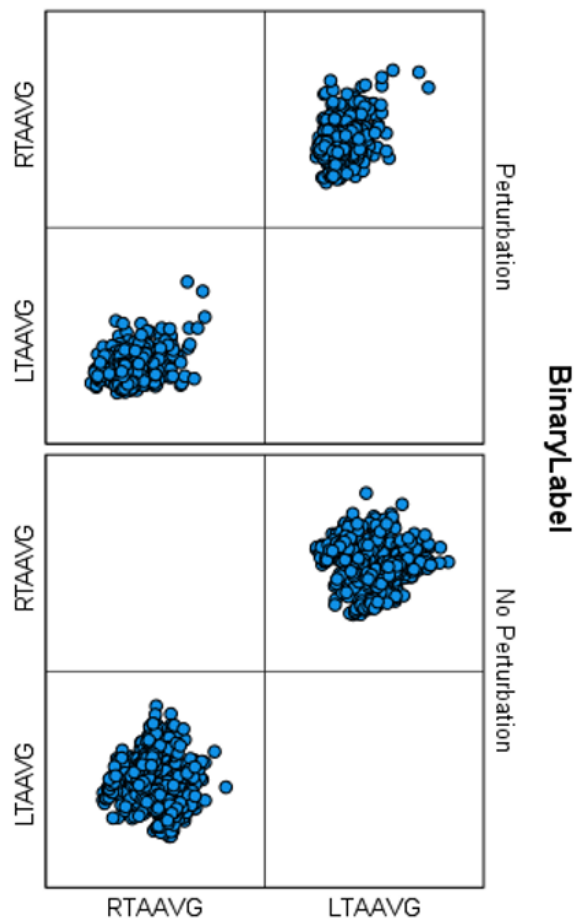 RTAAVG
LTAAVG
Perturbation
RTAAVG
LTAAVG
No Perturbation
BinaryLabel
RTAAVG
LTAAVG